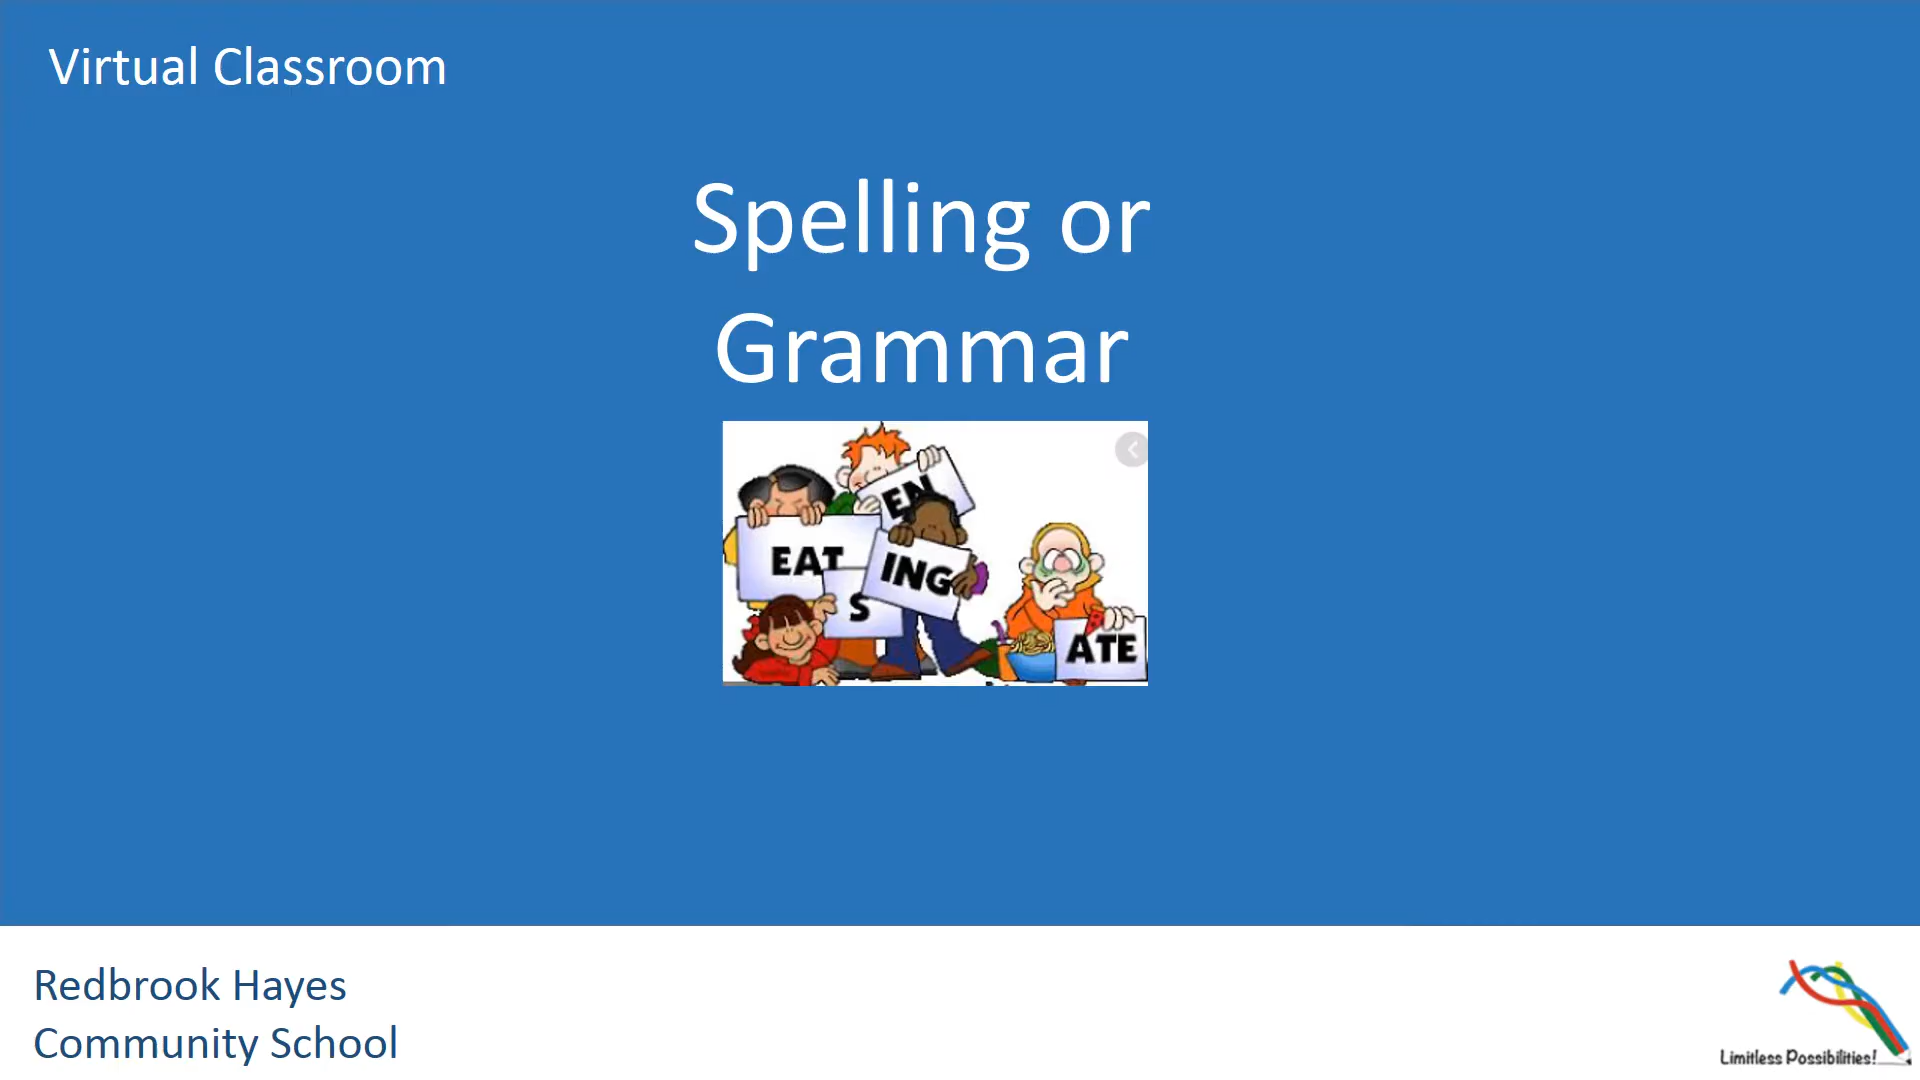 Virtual Classroom
Spelling or
Grammar
EN
EAT
ING
S
ATE
Redbrook Hayes
Community School
Limitless Possibilities!